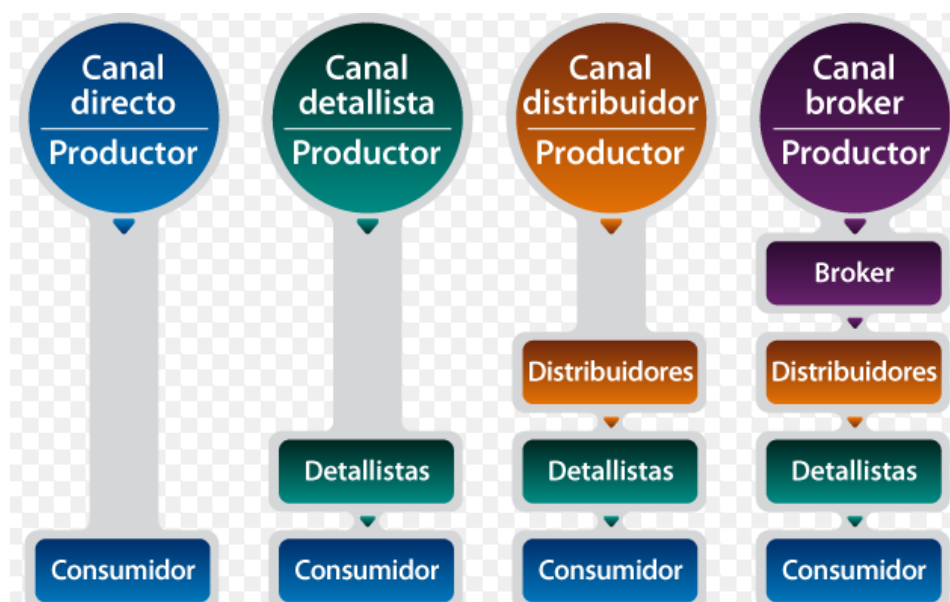 Canal
directo
Productor
Consumidor
Canal
detallista
Productor
Detallistas
Consumidor
Canal
distribuidor
Productor
Distribuidores
Detallistas
Consumidor
Canal
broker
Productor
Broker
Distribuidores
Detallistas
Consumidor